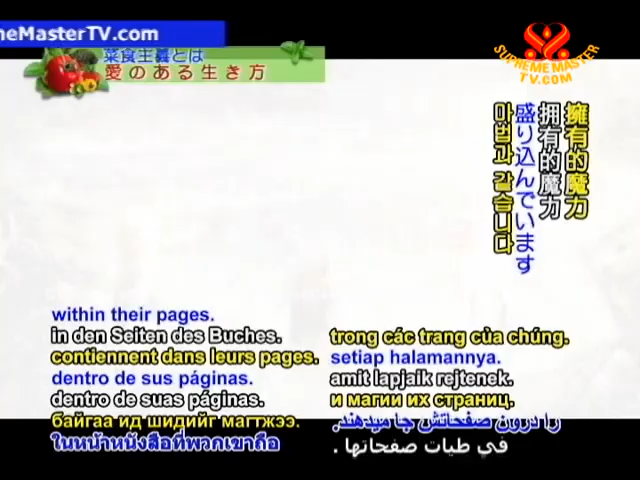 neMasterTV.com
菜食主義とは
愛のある生き方
SUPREME MASTER
TV.COM
擁有的魔力
拥有的魔力
盛り込んでいます
마법과 같습니다
within their pages.
in den Seiten des Buches.
contiennent dans leurs pages.
dentro de sus páginas.
dentro de suas páginas.
байгаа ид шидийг магтжээ.
ในหน้าหนังสือที่พวกเขาถือ
trong các trang của chúng.
setiap halamannya.
amit lapjaik rejtenek.
и магии их страниц.
را درون صفحاتش جا میدهند.
في طيات صفحاتها .